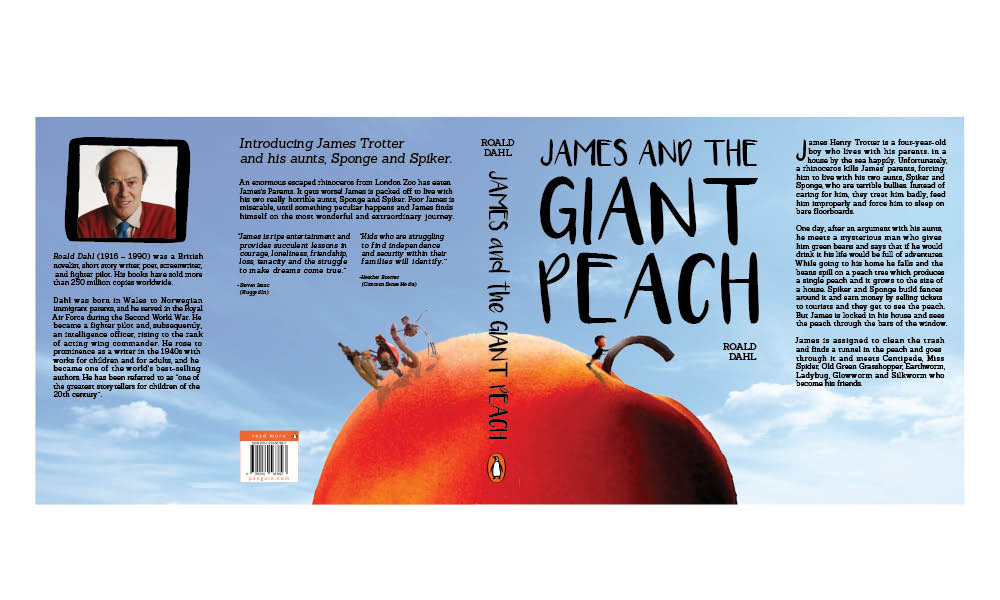 Roald Dahl (1916 – 1990) was a British
novelist, short story writer, poet, screenwriter,
and fighter pilot. His books have sold more
than 250 million copies worldwide.
Dahl was born in Wales to Norwegian
immigrant parents, and he served in the Royal
Air Force during the Second World War. He
became a fighter pilot and, subsequently,
an intelligence officer, rising to the rank
of acting wing commander. He rose to
prominence as a writer in the 1940s with
works for children and for adults, and he
became one of the world's best-selling
authors. He has been referred to as "one of
the greatest storytellers for children of the
20th century".
Introducing James Trotter
and his aunts, Sponge and Spiker.
An enormous escaped rhinoceros from London Zoo has eaten
James's Parents. It gets worse! James is packed off to live with
his two really horrible aunts, Sponge and Spiker. Poor James is
miserable, until something peculiar happens and James finds
himself on the most wonderful and extraordinary journey.
"James is ripe entertainment and
provides succulent lessons in
courage, loneliness, friendship,
loss, tenacity and the struggle
to make dreams come true."
- Steven Isaac
(PluggedIn)
"Kids who are struggling
to find independence
and security within their
families will identify."
-Heather Boerner
(Common Sense Media)
read more
penguin.com
ROALD
DAHL
JAMES and the GIANT PEACH
JAMES AND THE
GIANT
PEACH
ROALD
DAHL
James Henry Trotter is a four-year-old
boy who lives with his parents. in a
house by the sea happily. Unfortunately,
a rhinoceros kills James' parents, forcing
him to live with his two aunts, Spiker and
Sponge, who are terrible bullies. Instead of
caring for him, they treat him badly, feed
him improperly and force him to sleep on
bare floorboards.
One day, after an argument with his aunts,
he meets a mysterious man who gives
him green beans and says that if he would
drink it his life would be full of adventures.
While going to his home he falls and the
beans spill on a peach tree which produces
a single peach and it grows to the size of
a house. Spiker and Sponge build fences
around it and earn money by selling tickets
to tourists and they get to see the peach.
But James is locked in his house and sees
the peach through the bars of the window.
James is assigned to clean the trash
and finds a tunnel in the peach and goes
through it and meets Centipede, Miss
Spider, Old Green Grasshopper, Earthworm,
Ladybug, Glowworm and Silkworm who
become his friends.